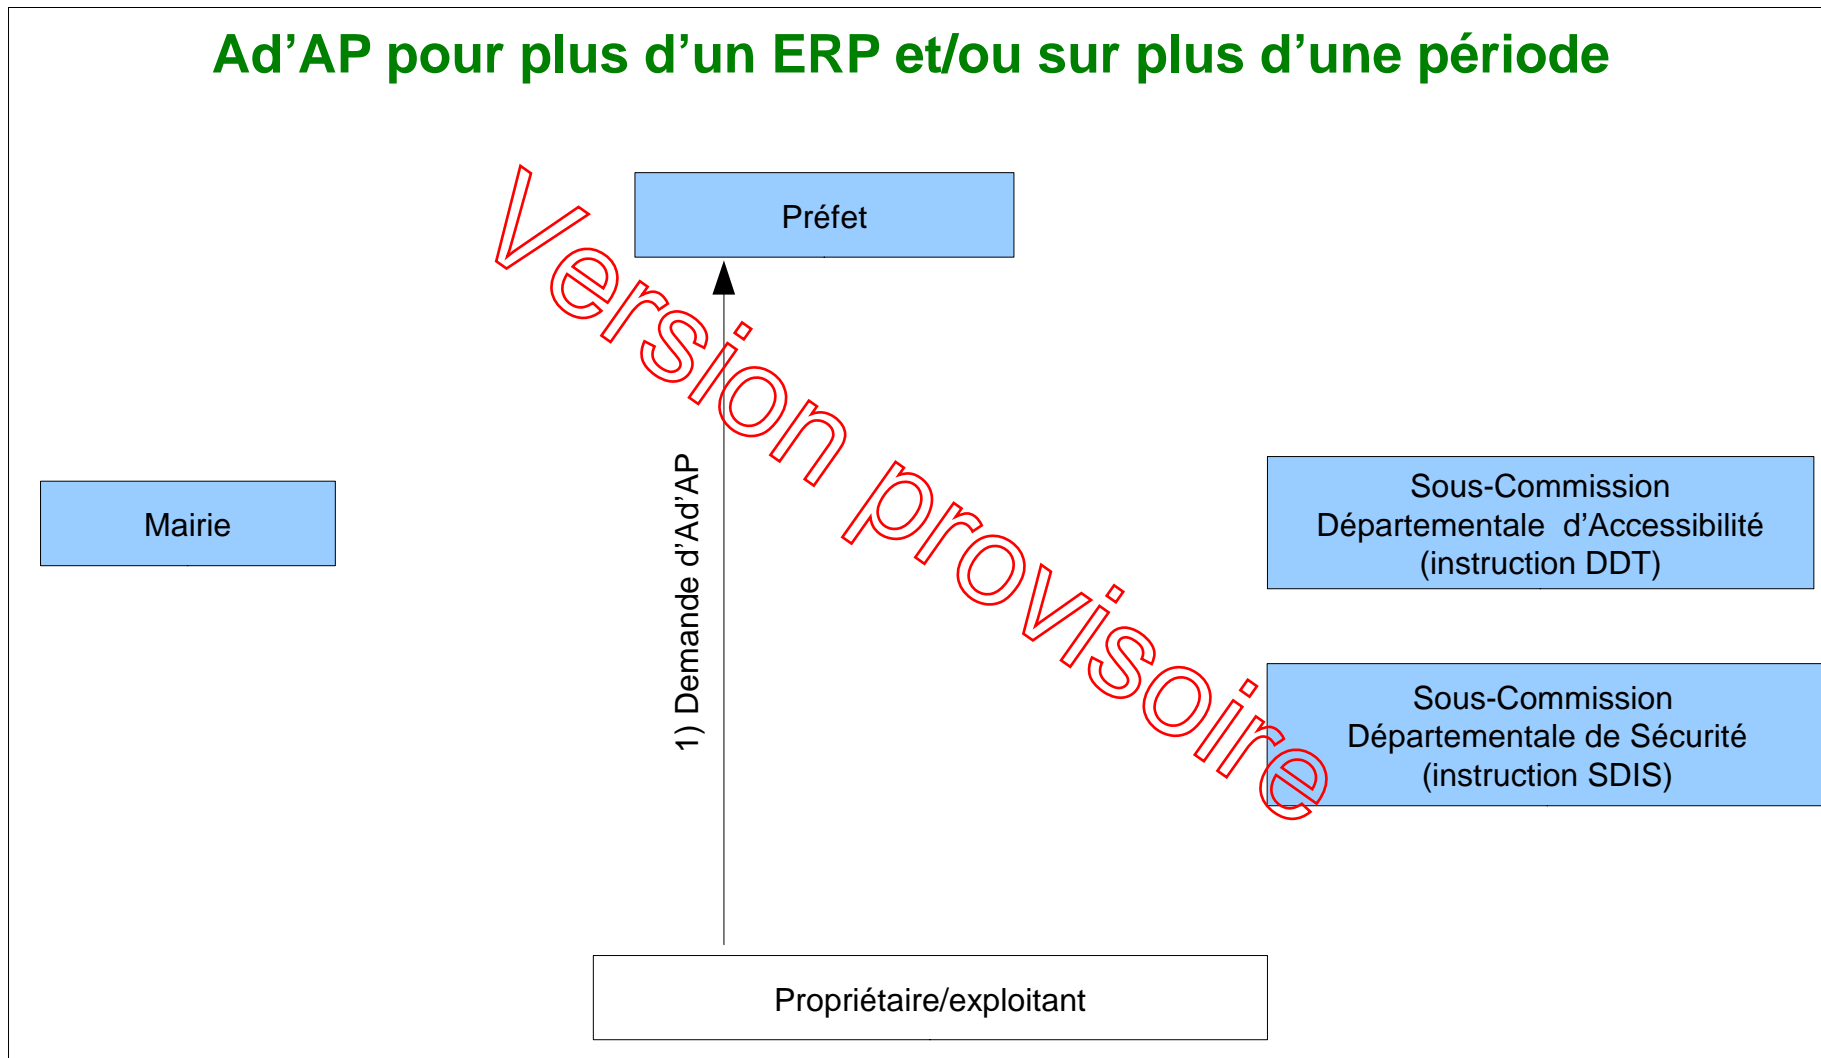 Ad’AP pour plus d’un ERP et/ou sur plus d’une période
Préfet
Version provisoire
1) Demande d’Ad’AP
Mairie
Sous-Commission
Départementale d’Accessibilité
(instruction DDT)
Sous-Commission
Départementale de Sécurité
(instruction SDIS)
Propriétaire/exploitant